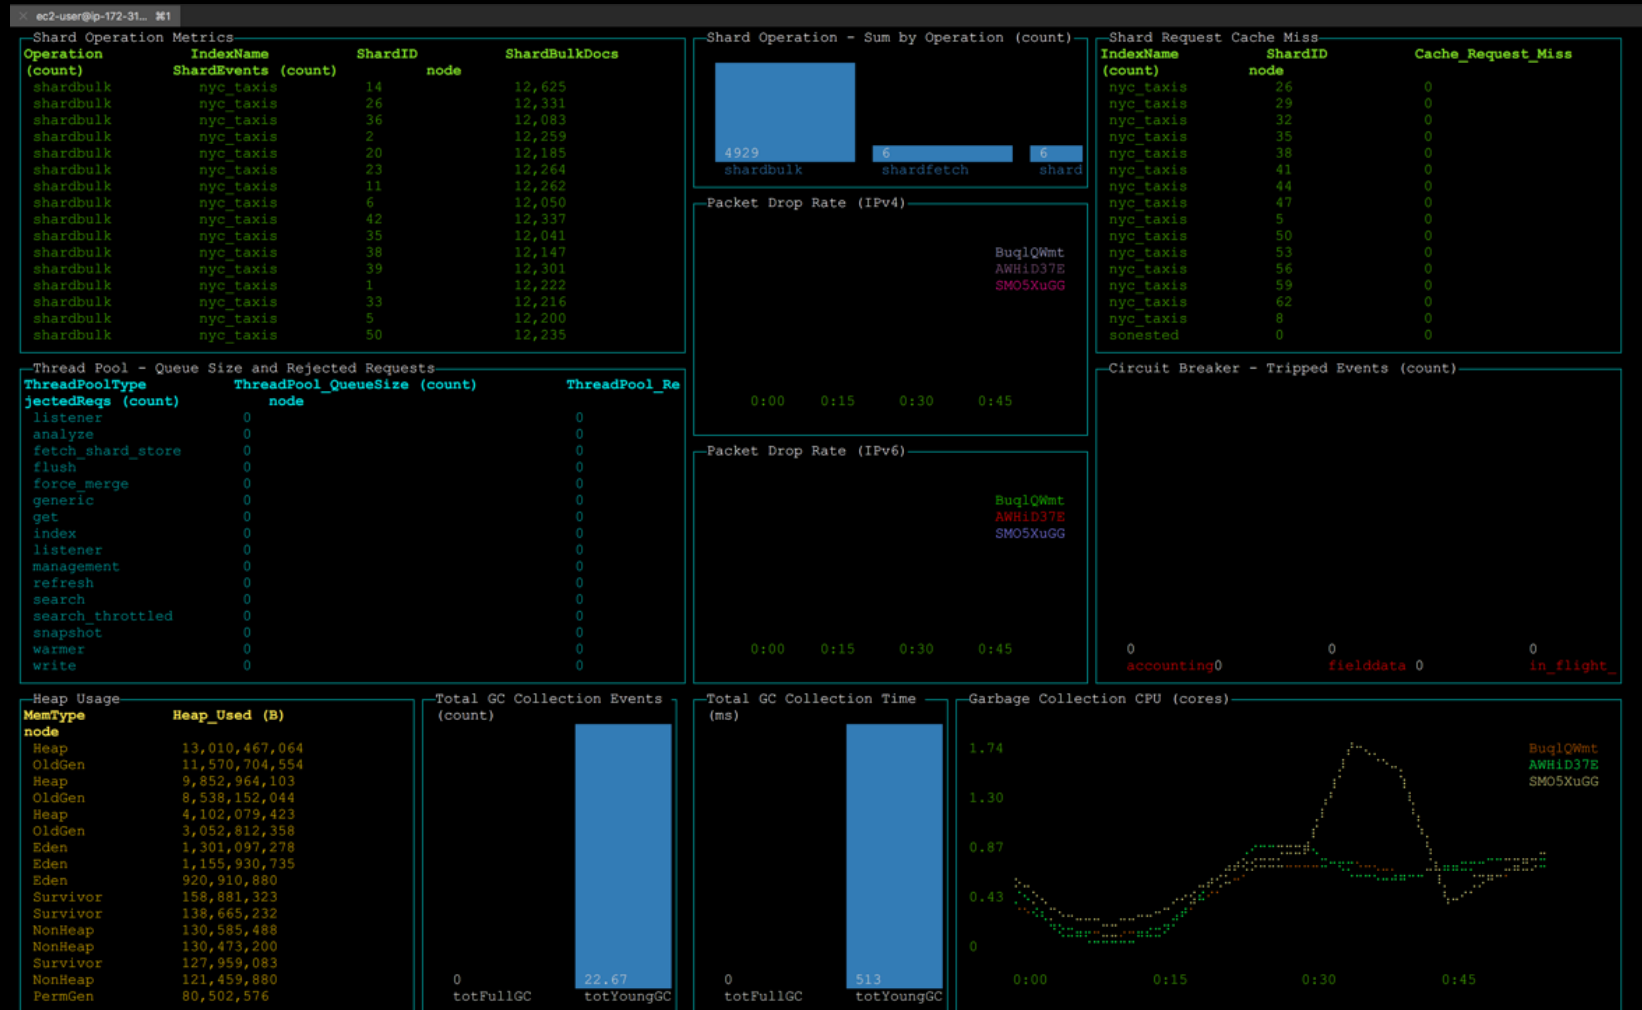 ec2-user@ip-172-31... ⌘1
Shard Operation Metrics
Operation IndexName ShardID ShardBulkDocs
(count) ShardEvents (count) node
shardbulk nyc_taxis 14 12,625
shardbulk nyc_taxis 26 12,331
shardbulk nyc_taxis 36 12,083
shardbulk nyc_taxis 2 12,259
shardbulk nyc_taxis 20 12,185
shardbulk nyc_taxis 23 12,264
shardbulk nyc_taxis 11 12,262
shardbulk nyc_taxis 6 12,050
shardbulk nyc_taxis 42 12,337
shardbulk nyc_taxis 35 12,041
shardbulk nyc_taxis 38 12,147
shardbulk nyc_taxis 39 12,301
shardbulk nyc_taxis 1 12,222
shardbulk nyc_taxis 33 12,216
shardbulk nyc_taxis 5 12,200
shardbulk nyc_taxis 50 12,235
Shard Operation - Sum by Operation (count)
4929 6 6
shardbulk shardfetch shard
Shard Request Cache Miss
IndexName ShardID Cache_Request_Miss
(count) node
nyc_taxis 26 0
nyc_taxis 29 0
nyc_taxis 32 0
nyc_taxis 35 0
nyc_taxis 38 0
nyc_taxis 41 0
nyc_taxis 44 0
nyc_taxis 47 0
nyc_taxis 5 0
nyc_taxis 50 0
nyc_taxis 53 0
nyc_taxis 56 0
nyc_taxis 59 0
nyc_taxis 62 0
nyc_taxis 8 0
sonested 0 0
Packet Drop Rate (IPv4)
BuqlQWmt
AWHiD37E
SMO5XuGG
0:00 0:15 0:30 0:45
Thread Pool - Queue Size and Rejected Requests
ThreadPoolType ThreadPool_QueueSize (count) ThreadPool_Re
jectedReqs (count) node
listener 0 0
analyze 0 0
fetch_shard_store 0 0
flush 0 0
force_merge 0 0
generic 0 0
get 0 0
index 0 0
listener 0 0
management 0 0
refresh 0 0
search 0 0
search_throttled 0 0
snapshot 0 0
warmer 0 0
write 0 0
Packet Drop Rate (IPv6)
BuqlQWmt
AWHiD37E
SMO5XuGG
0:00 0:15 0:30 0:45
Circuit Breaker - Tripped Events (count)
0 0 0
accounting0 fielddata 0 in_flight_
Heap Usage
MemType Heap_Used (B)
node
Heap 13,010,467,064
OldGen 11,570,704,554
Heap 9,852,964,103
OldGen 8,538,152,044
Heap 4,102,079,423
OldGen 3,052,812,358
Eden 1,301,097,278
Eden 1,155,930,735
Eden 920,910,880
Survivor 158,881,323
Survivor 138,665,232
NonHeap 130,585,488
NonHeap 130,473,200
Survivor 127,959,083
NonHeap 121,459,880
PermGen 80,502,576
Total GC Collection Events
(count)
0 22.67
totFullGC totYoungGC
Total GC Collection Time
(ms)
0 513
totFullGC totYoungGC
Garbage Collection CPU (cores)
1.74
1.30
0.87
0.43
0
BuqlQWmt
AWHiD37E
SMO5XuGG
0:00 0:15 0:30 0:45